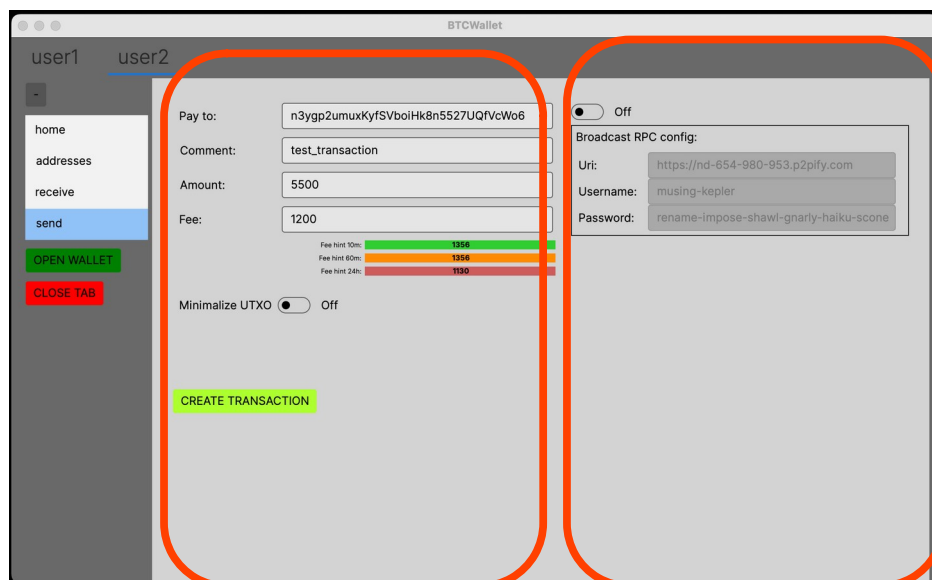 BTCWallet
user1 user2
-
home
addresses
receive
send
OPEN WALLET
CLOSE TAB
Pay to: n3ygp2umuxKyfSVboiHk8n5527UQfVcWo6
Comment: test_transaction
Amount: 5500
Fee: 1200
Fee hint 10m: 1356
Fee hint 60m: 1356
Fee hint 24h: 1130
Minimalize UTXO Off
CREATE TRANSACTION
Off
Broadcast RPC config:
Uri: https://nd-654-980-953.p2pify.com
Username: musing-kepler
Password: rename-impose-shawl-gnarly-haiku-scone